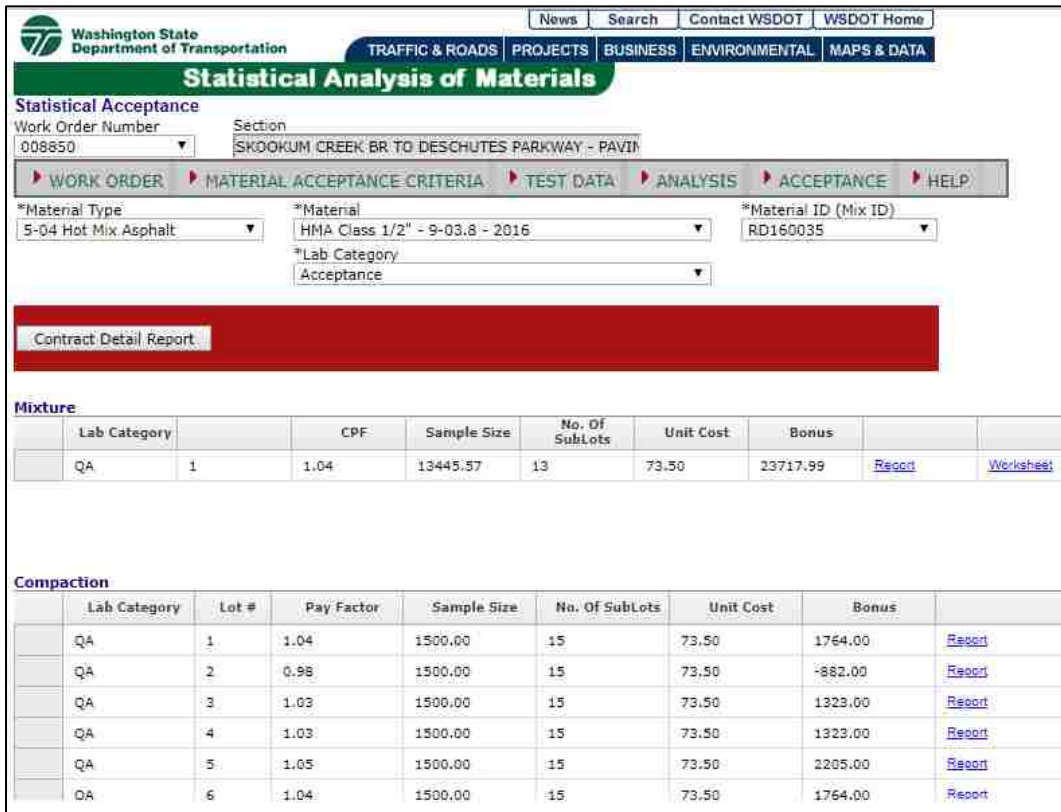 Washington State
Department of Transportation
News Search Contact WSDOT WSDOT Home
TRAFFIC & ROADS PROJECTS BUSINESS ENVIRONMENTAL MAPS & DATA
Statistical Analysis of Materials
Statistical Acceptance
Work Order Number Section
008850 SKOOKUM CREEK BR TO DESCHUTES PARKWAY - PAVIN
WORK ORDER MATERIAL ACCEPTANCE CRITERIA TEST DATA ANALYSIS ACCEPTANCE HELP
*Material Type *Material *Material ID (Mix ID)
5-04 Hot Mix Asphalt HMA Class 1/2" - 9-03.8 - 2016 RD160035
*Lab Category
Acceptance
Contract Detail Report
Mixture
Lab Category CPF Sample Size No. Of SubLots Unit Cost Bonus
QA 1 1.04 13445.57 13 73.50 23717.99 Report Worksheet
Compaction
Lab Category Lot # Pay Factor Sample Size No. Of SubLots Unit Cost Bonus
QA 1 1.04 1500.00 15 73.50 1764.00 Report
QA 2 0.98 1500.00 15 73.50 -882.00 Report
QA 3 1.03 1500.00 15 73.50 1323.00 Report
QA 4 1.03 1500.00 15 73.50 1323.00 Report
QA 5 1.05 1500.00 15 73.50 2205.00 Report
QA 6 1.04 1500.00 15 73.50 1764.00 Report